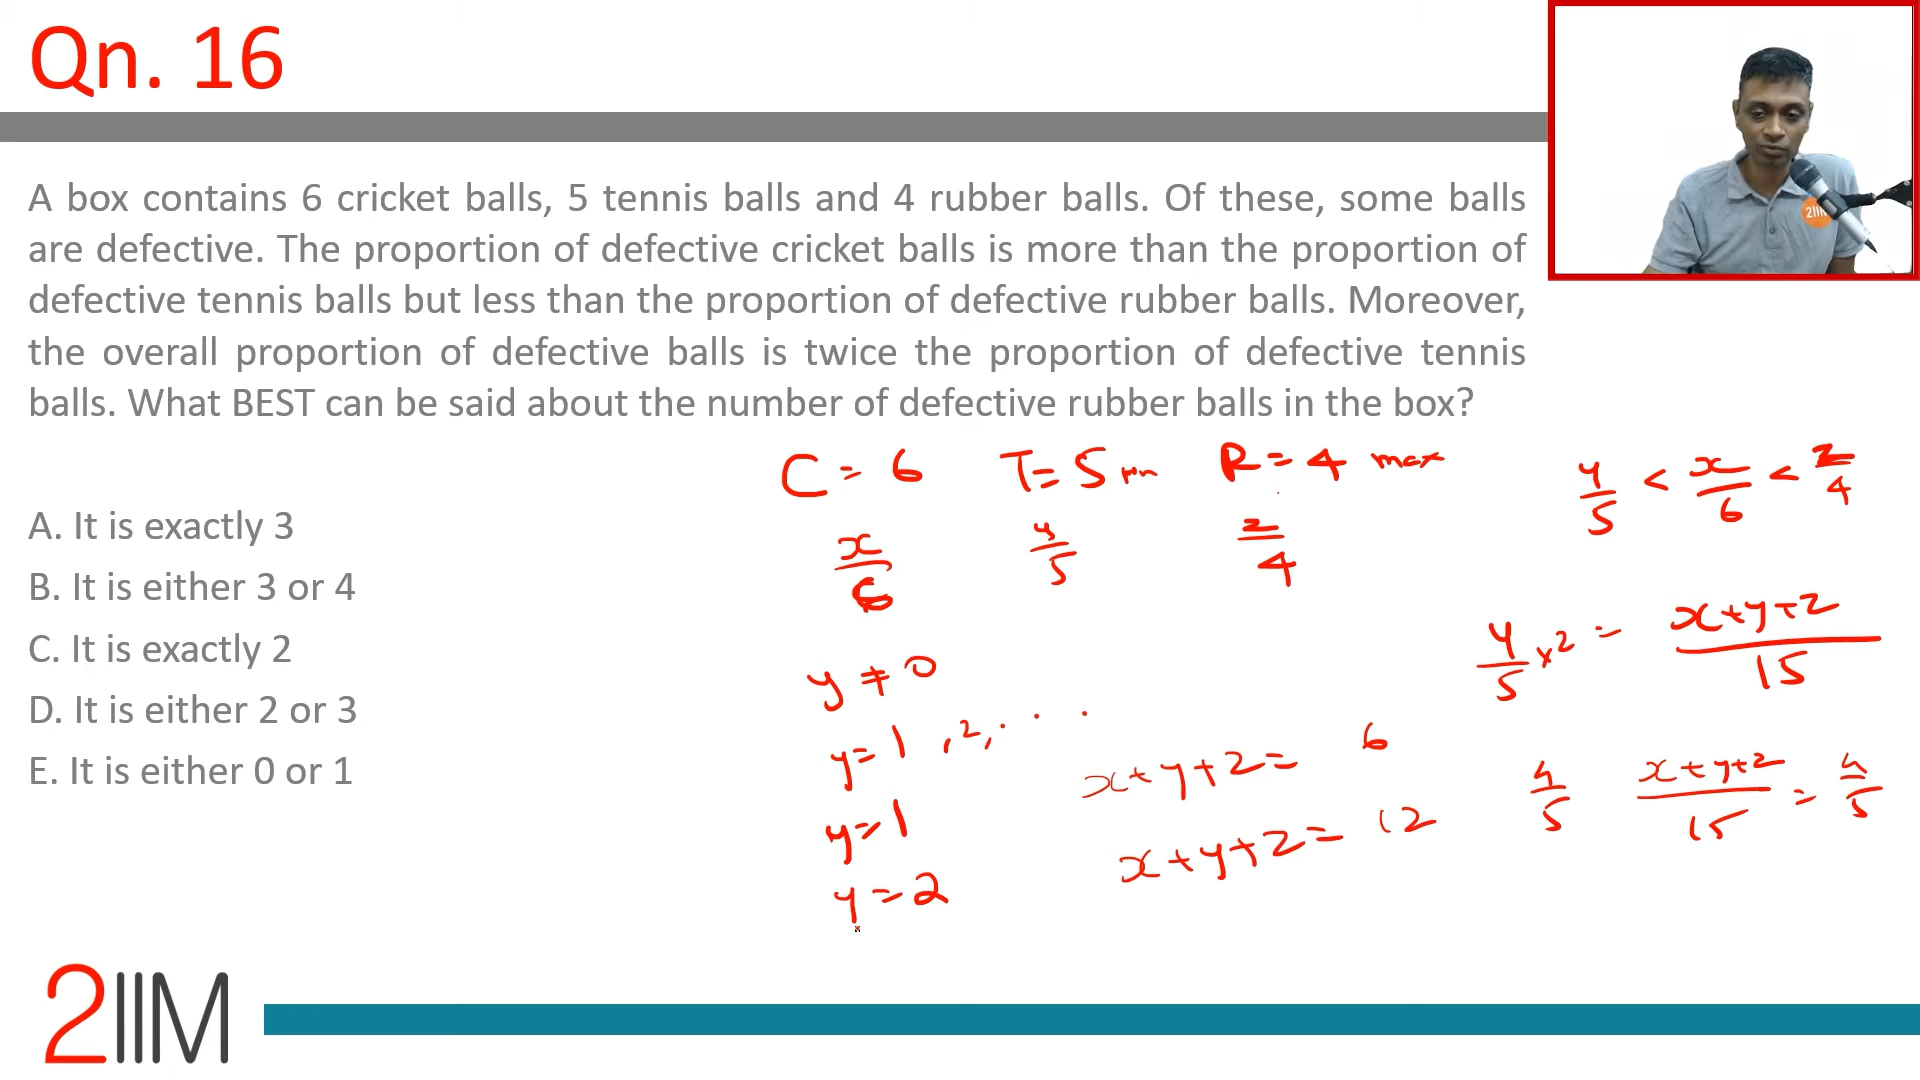 Qn. 16
A box contains 6 cricket balls, 5 tennis balls and 4 rubber balls. Of these, some balls
are defective. The proportion of defective cricket balls is more than the proportion of
defective tennis balls but less than the proportion of defective rubber balls. Moreover,
the overall proportion of defective balls is twice the proportion of defective tennis
balls. What BEST can be said about the number of defective rubber balls in the box?
A. It is exactly 3
B. It is either 3 or 4
C. It is exactly 2
D. It is either 2 or 3
E. It is either 0 or 1
C = 6 T = 5 R = 4 max
x/6 y/5 z/4
y/5 < x/6 < z/4
y/5 × 2 = x+y+z/15
y ≠ 0
y = 1, 2, . . .
x+y+z = 6
y = 1
x+y+z = 12
y = 2
4/5 x+y+z/15 = 4/5
2IIM
2IIM